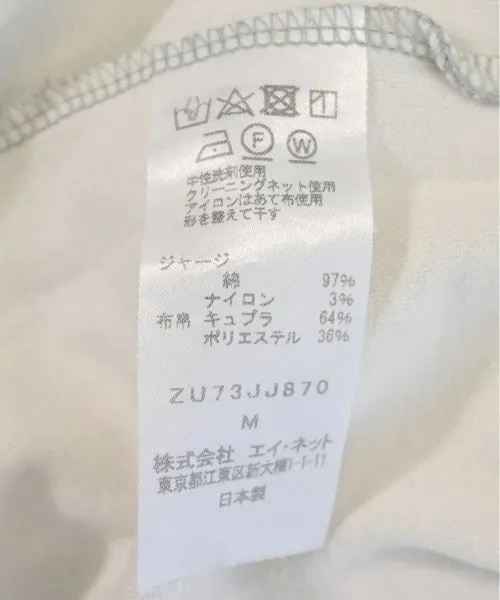 F W
中性洗剤使用
クリーニングネット使用
アイロンはあて布使用
形を整えて干す
ジャージ
綿 97%
ナイロン 3%
布帛 キュプラ 64%
ポリエステル 36%
ZU73JJ870
M
株式会社 エイ・ネット
東京都江東区新大橋1-1-11
日本製